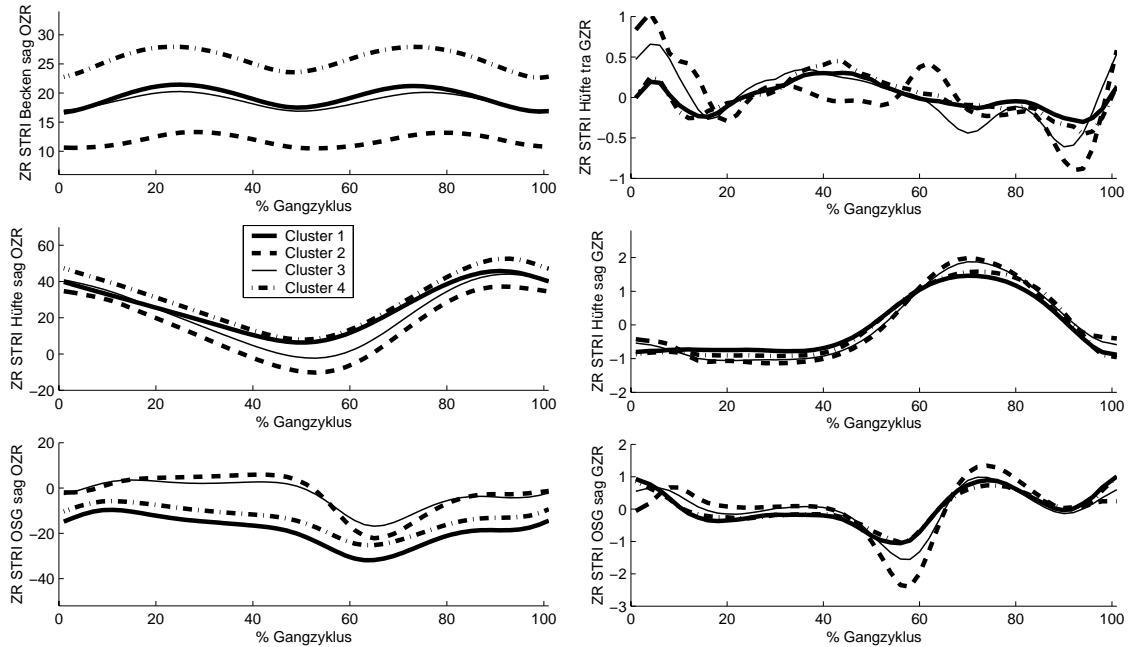 ZR STRI Becken sag OZR
30
25
20
15
10
0 20 40 60 80 100
% Gangzyklus
ZR STRI Hüfte tra GZR
1
0.5
0
−0.5
−1
0 20 40 60 80 100
% Gangzyklus
ZR STRI Hüfte sag OZR
60
40
20
0
−20
0 20 40 60 80 100
% Gangzyklus
Cluster 1
Cluster 2
Cluster 3
Cluster 4
ZR STRI Hüfte sag GZR
2
1
0
−1
−2
0 20 40 60 80 100
% Gangzyklus
ZR STRI OSG sag OZR
20
0
−20
−40
0 20 40 60 80 100
% Gangzyklus
ZR STRI OSG sag GZR
2
1
0
−1
−2
−3
0 20 40 60 80 100
% Gangzyklus